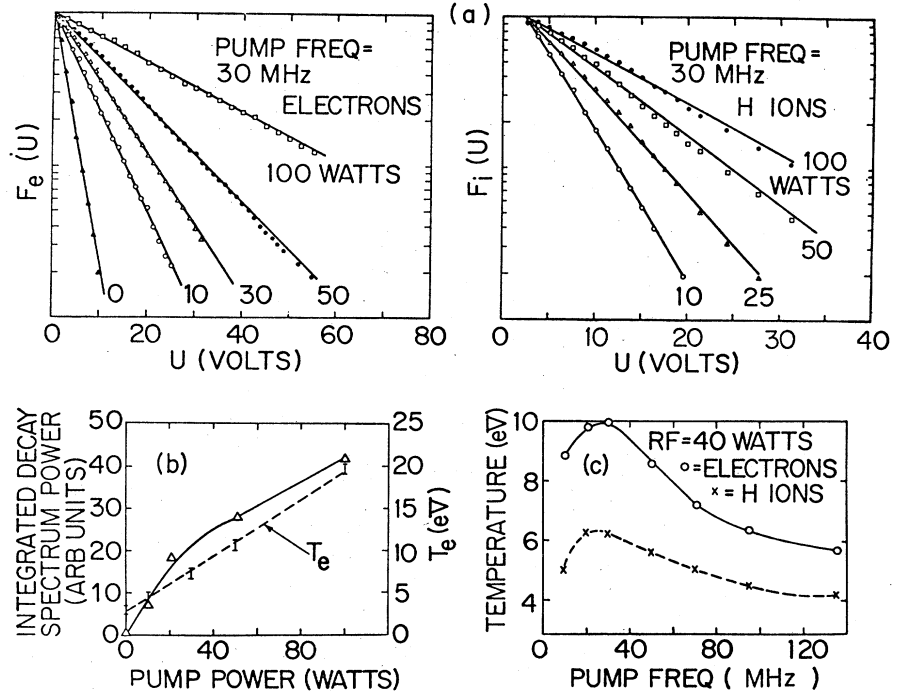 (a)
PUMP FREQ=
30 MHz
ELECTRONS
100 WATTS
Fe (U)
0
10
30
50
0 20 40 60 80
U (VOLTS)
PUMP FREQ=
30 MHz
H IONS
100
WATTS
50
25
10
Fi (U)
0 10 20 30 40
U (VOLTS)
INTEGRATED DECAY
SPECTRUM POWER
(ARB UNITS)
50
40
30
20
10
0
(b)
Te
25
20
15
10
5
0
Te (eV)
0 40 80
PUMP POWER (WATTS)
TEMPERATURE (eV)
10
8
6
4
RF=40 WATTS
(c)
o=ELECTRONS
x= H IONS
0 40 80 120
PUMP FREQ ( MHz)